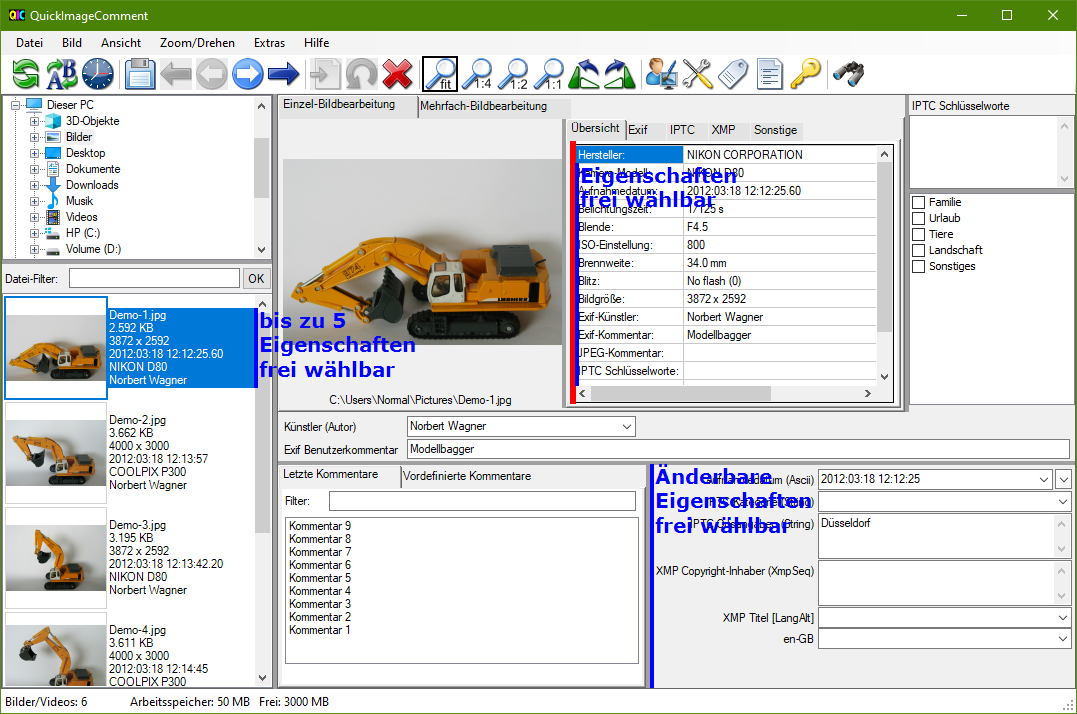 QuickImageComment
Datei Bild Ansicht Zoom/Drehen Extras Hilfe
fit 1:4 1:2 1:1
Dieser PC
3D-Objekte
Bilder
Desktop
Dokumente
Downloads
Musik
Videos
HP (C:)
Volume (D:)
Datei-Filter: OK
Demo-1.jpg
2.592 KB
3872 x 2592
2012:03:18 12:12:25.60
NIKON D80
Norbert Wagner
bis zu 5
Eigenschaften
frei wählbar
Demo-2.jpg
3.662 KB
4000 x 3000
2012:03:18 12:13:57
COOLPIX P300
Norbert Wagner
Demo-3.jpg
3.195 KB
3872 x 2592
2012:03:18 12:13:42.20
NIKON D80
Norbert Wagner
Demo-4.jpg
3.611 KB
4000 x 3000
2012:03:18 12:14:45
COOLPIX P300
Einzel-Bildbearbeitung Mehrfach-Bildbearbeitung
LIEBHERR
C:\Users\Normal\Pictures\Demo-1.jpg
Übersicht Exif IPTC XMP Sonstige
Hersteller: NIKON CORPORATION
Kamera-Modell: NIKON D80
Eigenschaften
Aufnahmedatum: 2012:03:18 12:12:25.60
frei wählbar
Belichtungszeit: 1/125 s
Blende: F4.5
ISO-Einstellung: 800
Brennweite: 34.0 mm
Blitz: No flash (0)
Bildgröße: 3872 x 2592
Exif-Künstler: Norbert Wagner
Exif-Kommentar: Modellbagger
JPEG-Kommentar:
IPTC Schlüsselworte:
IPTC Schlüsselworte
Familie
Urlaub
Tiere
Landschaft
Sonstiges
Künstler (Autor) Norbert Wagner
Exif Benutzerkommentar Modellbagger
Letzte Kommentare Vordefinierte Kommentare
Filter:
Kommentar 9
Kommentar 8
Kommentar 7
Kommentar 6
Kommentar 5
Kommentar 4
Kommentar 3
Kommentar 2
Kommentar 1
Änderbare
Eigenschaften
frei wählbar
Aufnahmedatum (Ascii) 2012:03:18 12:12:25
(String)
(String) Düsseldorf
XMP Copyright-Inhaber (XmpSeq)
XMP Titel [LangAlt]
en-GB
Bilder/Videos: 6 Arbeitsspeicher: 50 MB Frei: 3000 MB